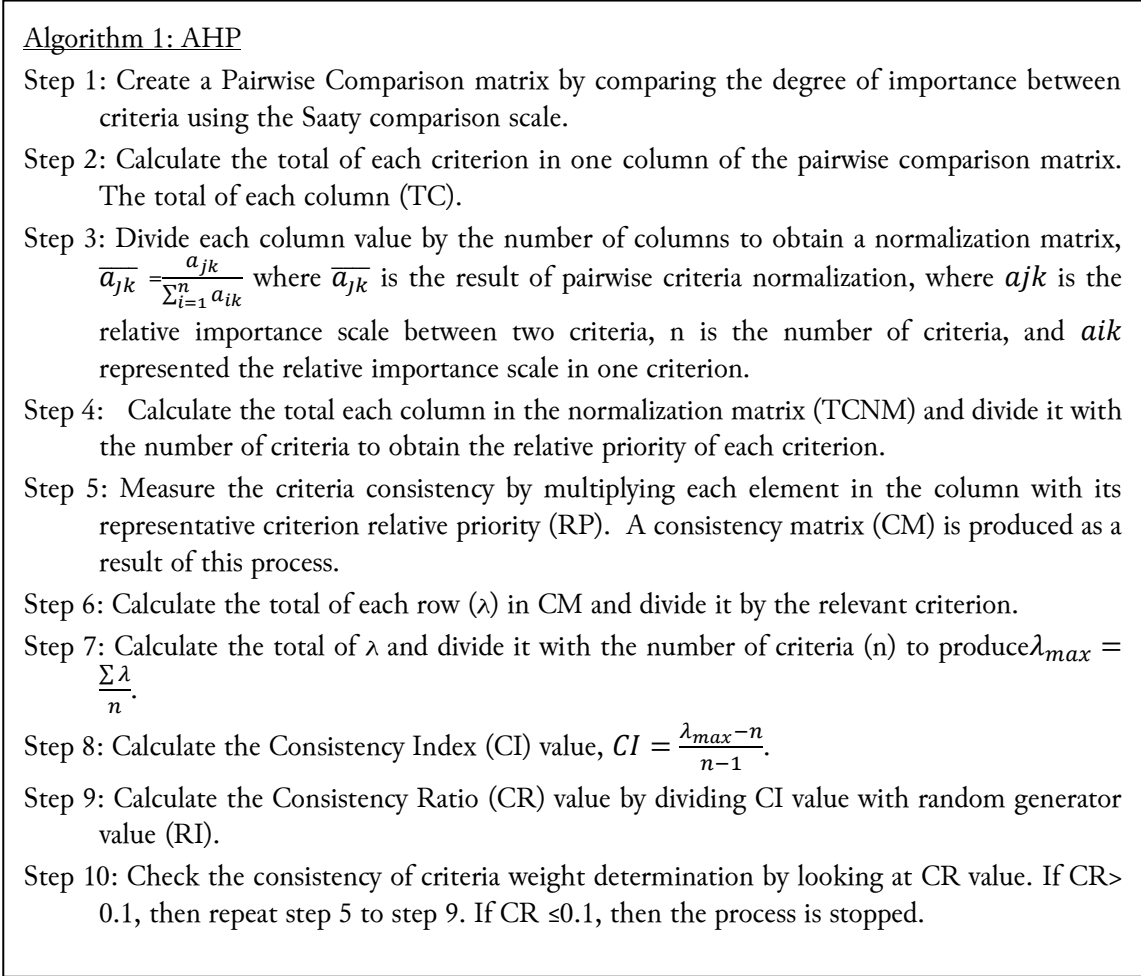 Algorithm 1: AHP
Step 1: Create a Pairwise Comparison matrix by comparing the degree of importance between
criteria using the Saaty comparison scale.
Step 2: Calculate the total of each criterion in one column of the pairwise comparison matrix.
The total of each column (TC).
Step 3: Divide each column value by the number of columns to obtain a normalization matrix,
$\overline{a_{jk}} = \frac{a_{jk}}{\sum_{i=1}^{n} a_{ik}}$ where $\overline{a_{jk}}$ is the result of pairwise criteria normalization, where ajk is the
relative importance scale between two criteria, n is the number of criteria, and aik
represented the relative importance scale in one criterion.
Step 4: Calculate the total each column in the normalization matrix (TCNM) and divide it with
the number of criteria to obtain the relative priority of each criterion.
Step 5: Measure the criteria consistency by multiplying each element in the column with its
representative criterion relative priority (RP). A consistency matrix (CM) is produced as a
result of this process.
Step 6: Calculate the total of each row (λ) in CM and divide it by the relevant criterion.
Step 7: Calculate the total of λ and divide it with the number of criteria (n) to produce$\lambda_{max} =$
$\frac{\sum \lambda}{n}$.
Step 8: Calculate the Consistency Index (CI) value, $CI = \frac{\lambda_{max}-n}{n-1}$.
Step 9: Calculate the Consistency Ratio (CR) value by dividing CI value with random generator
value (RI).
Step 10: Check the consistency of criteria weight determination by looking at CR value. If CR>
0.1, then repeat step 5 to step 9. If CR ≤0.1, then the process is stopped.